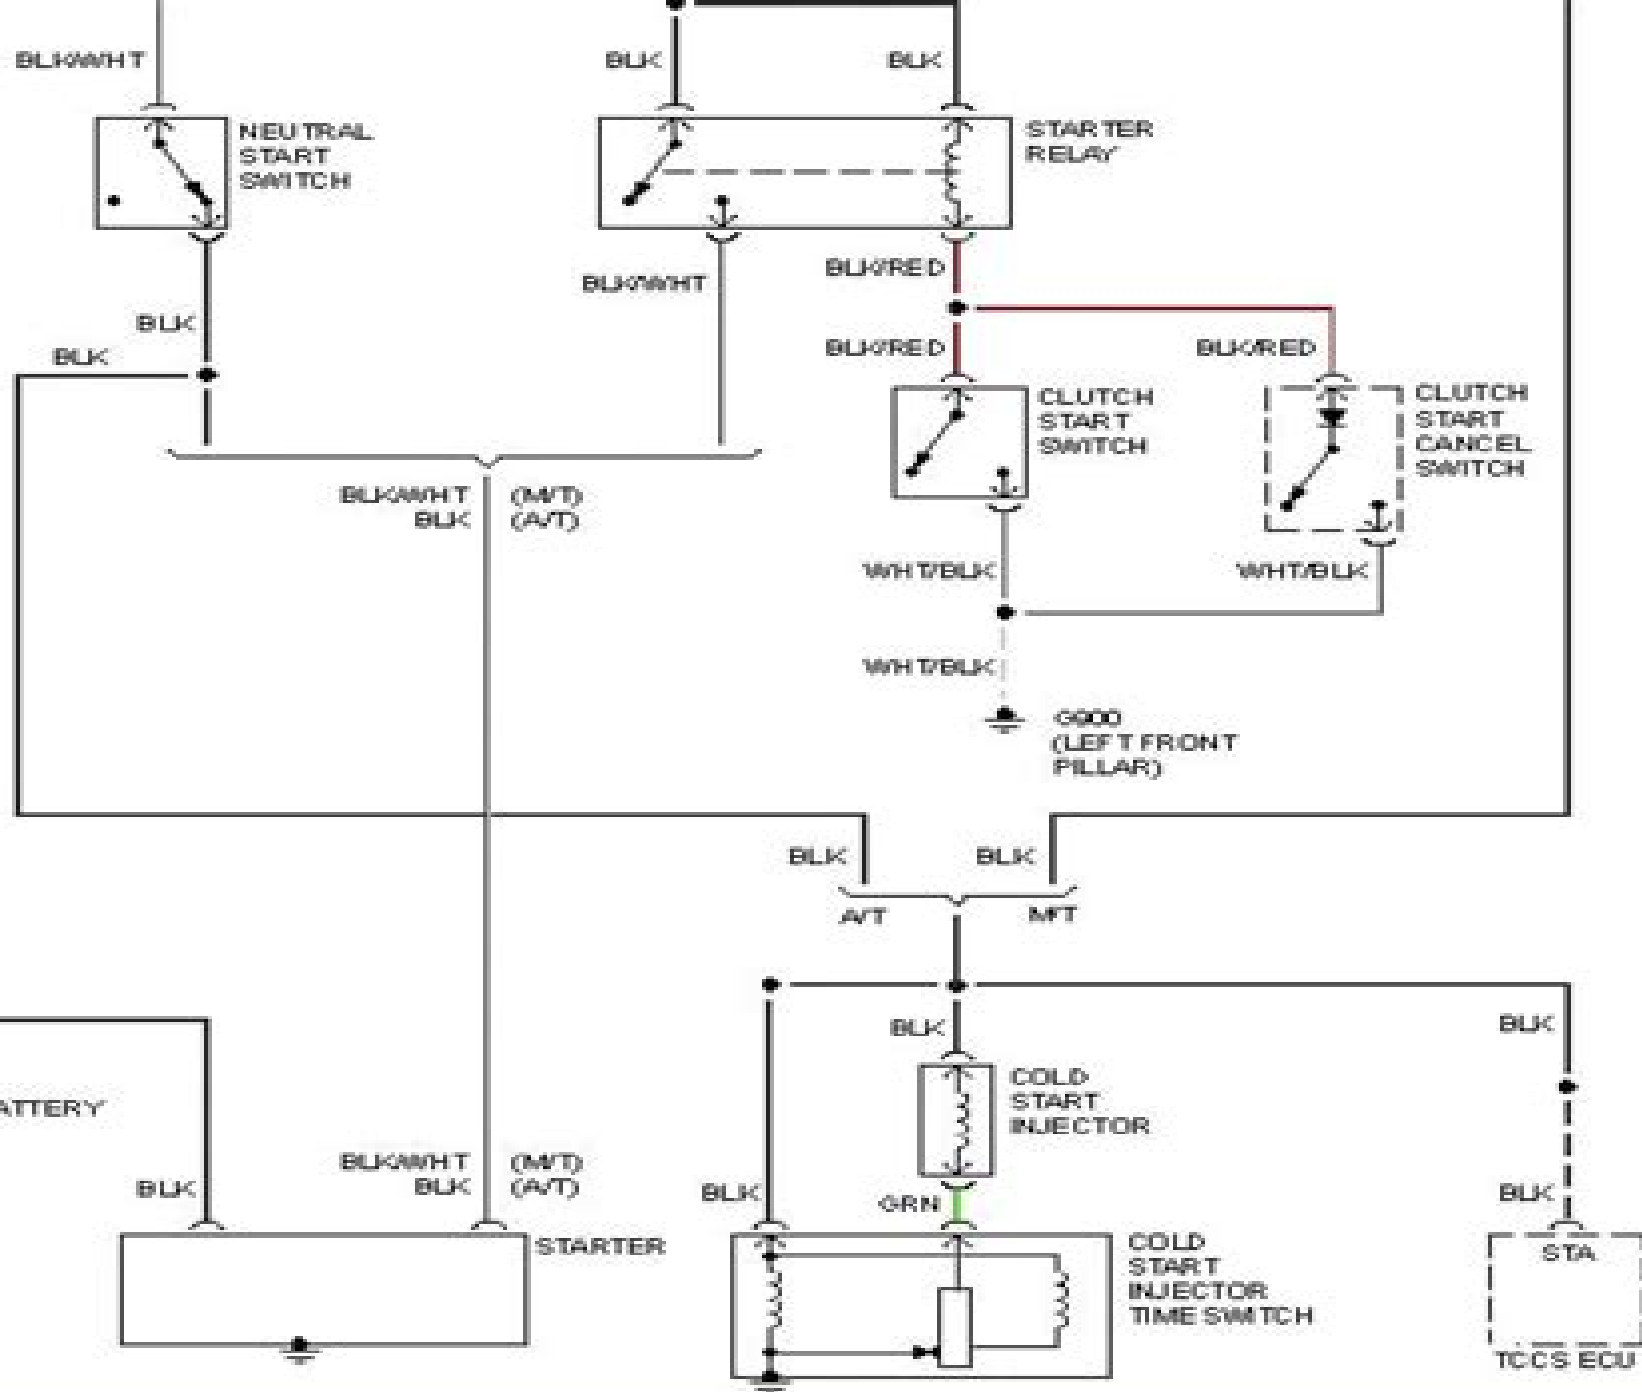 BLK/WHT
BLK
BLK
NEUTRAL
START
SWITCH
STARTER
RELAY
BLK/RED
BLK/WHT
BLK
BLK
BLK/RED
BLK/RED
CLUTCH
START
SWITCH
CLUTCH
START
CANCEL
SWITCH
BLK/WHT (M/T)
BLK (A/T)
WHT/BLK
WHT/BLK
WHT/BLK
G900
(LEFT FRONT
PILLAR)
BLK
BLK
A/T
M/T
BLK
BLK
COLD
START
INJECTOR
ATTERY
BLK/WHT (M/T)
BLK (A/T)
BLK
BLK
GRN
BLK
STARTER
COLD
START
INJECTOR
TIME SWITCH
STA
TCCS ECU